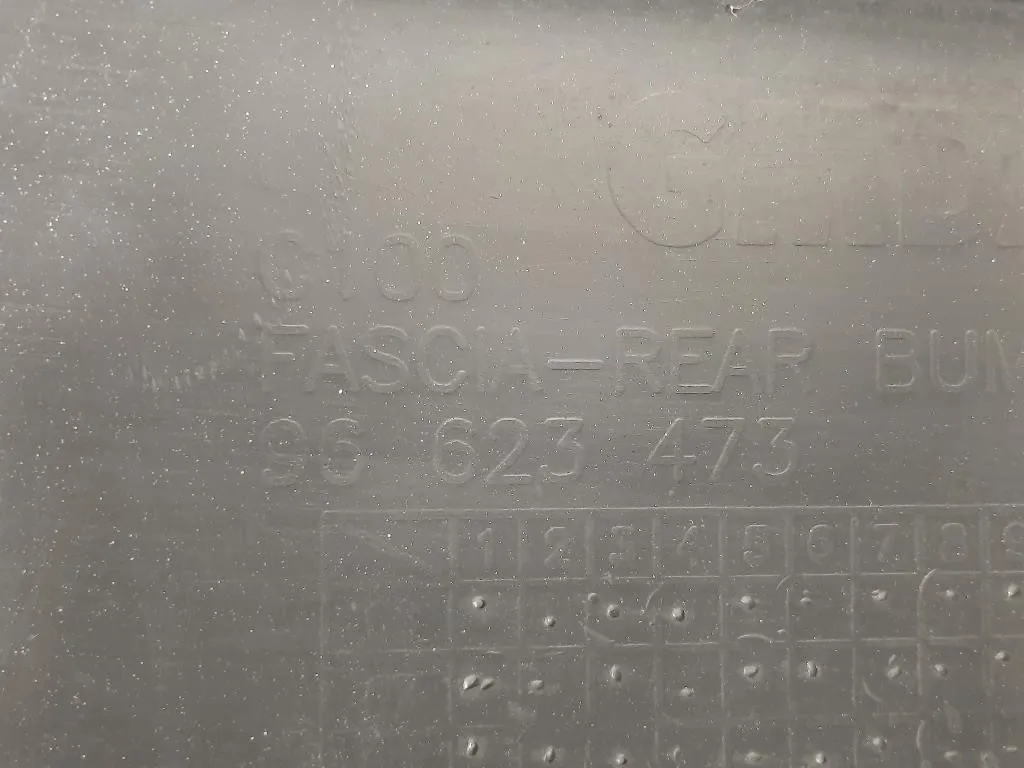 C100
FASCIA-REAR BUM
96 623 473
1 2 3 4 5 6 7 8 9